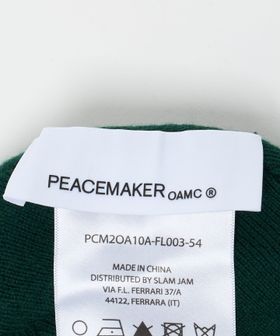 PEACEMAKER OAMC ®
PCM2OA10A-FL003-54
MADE IN CHINA
DISTRIBUTED BY SLAM JAM
VIA F.L. FERRARI 37/A
44122, FERRARA (IT)